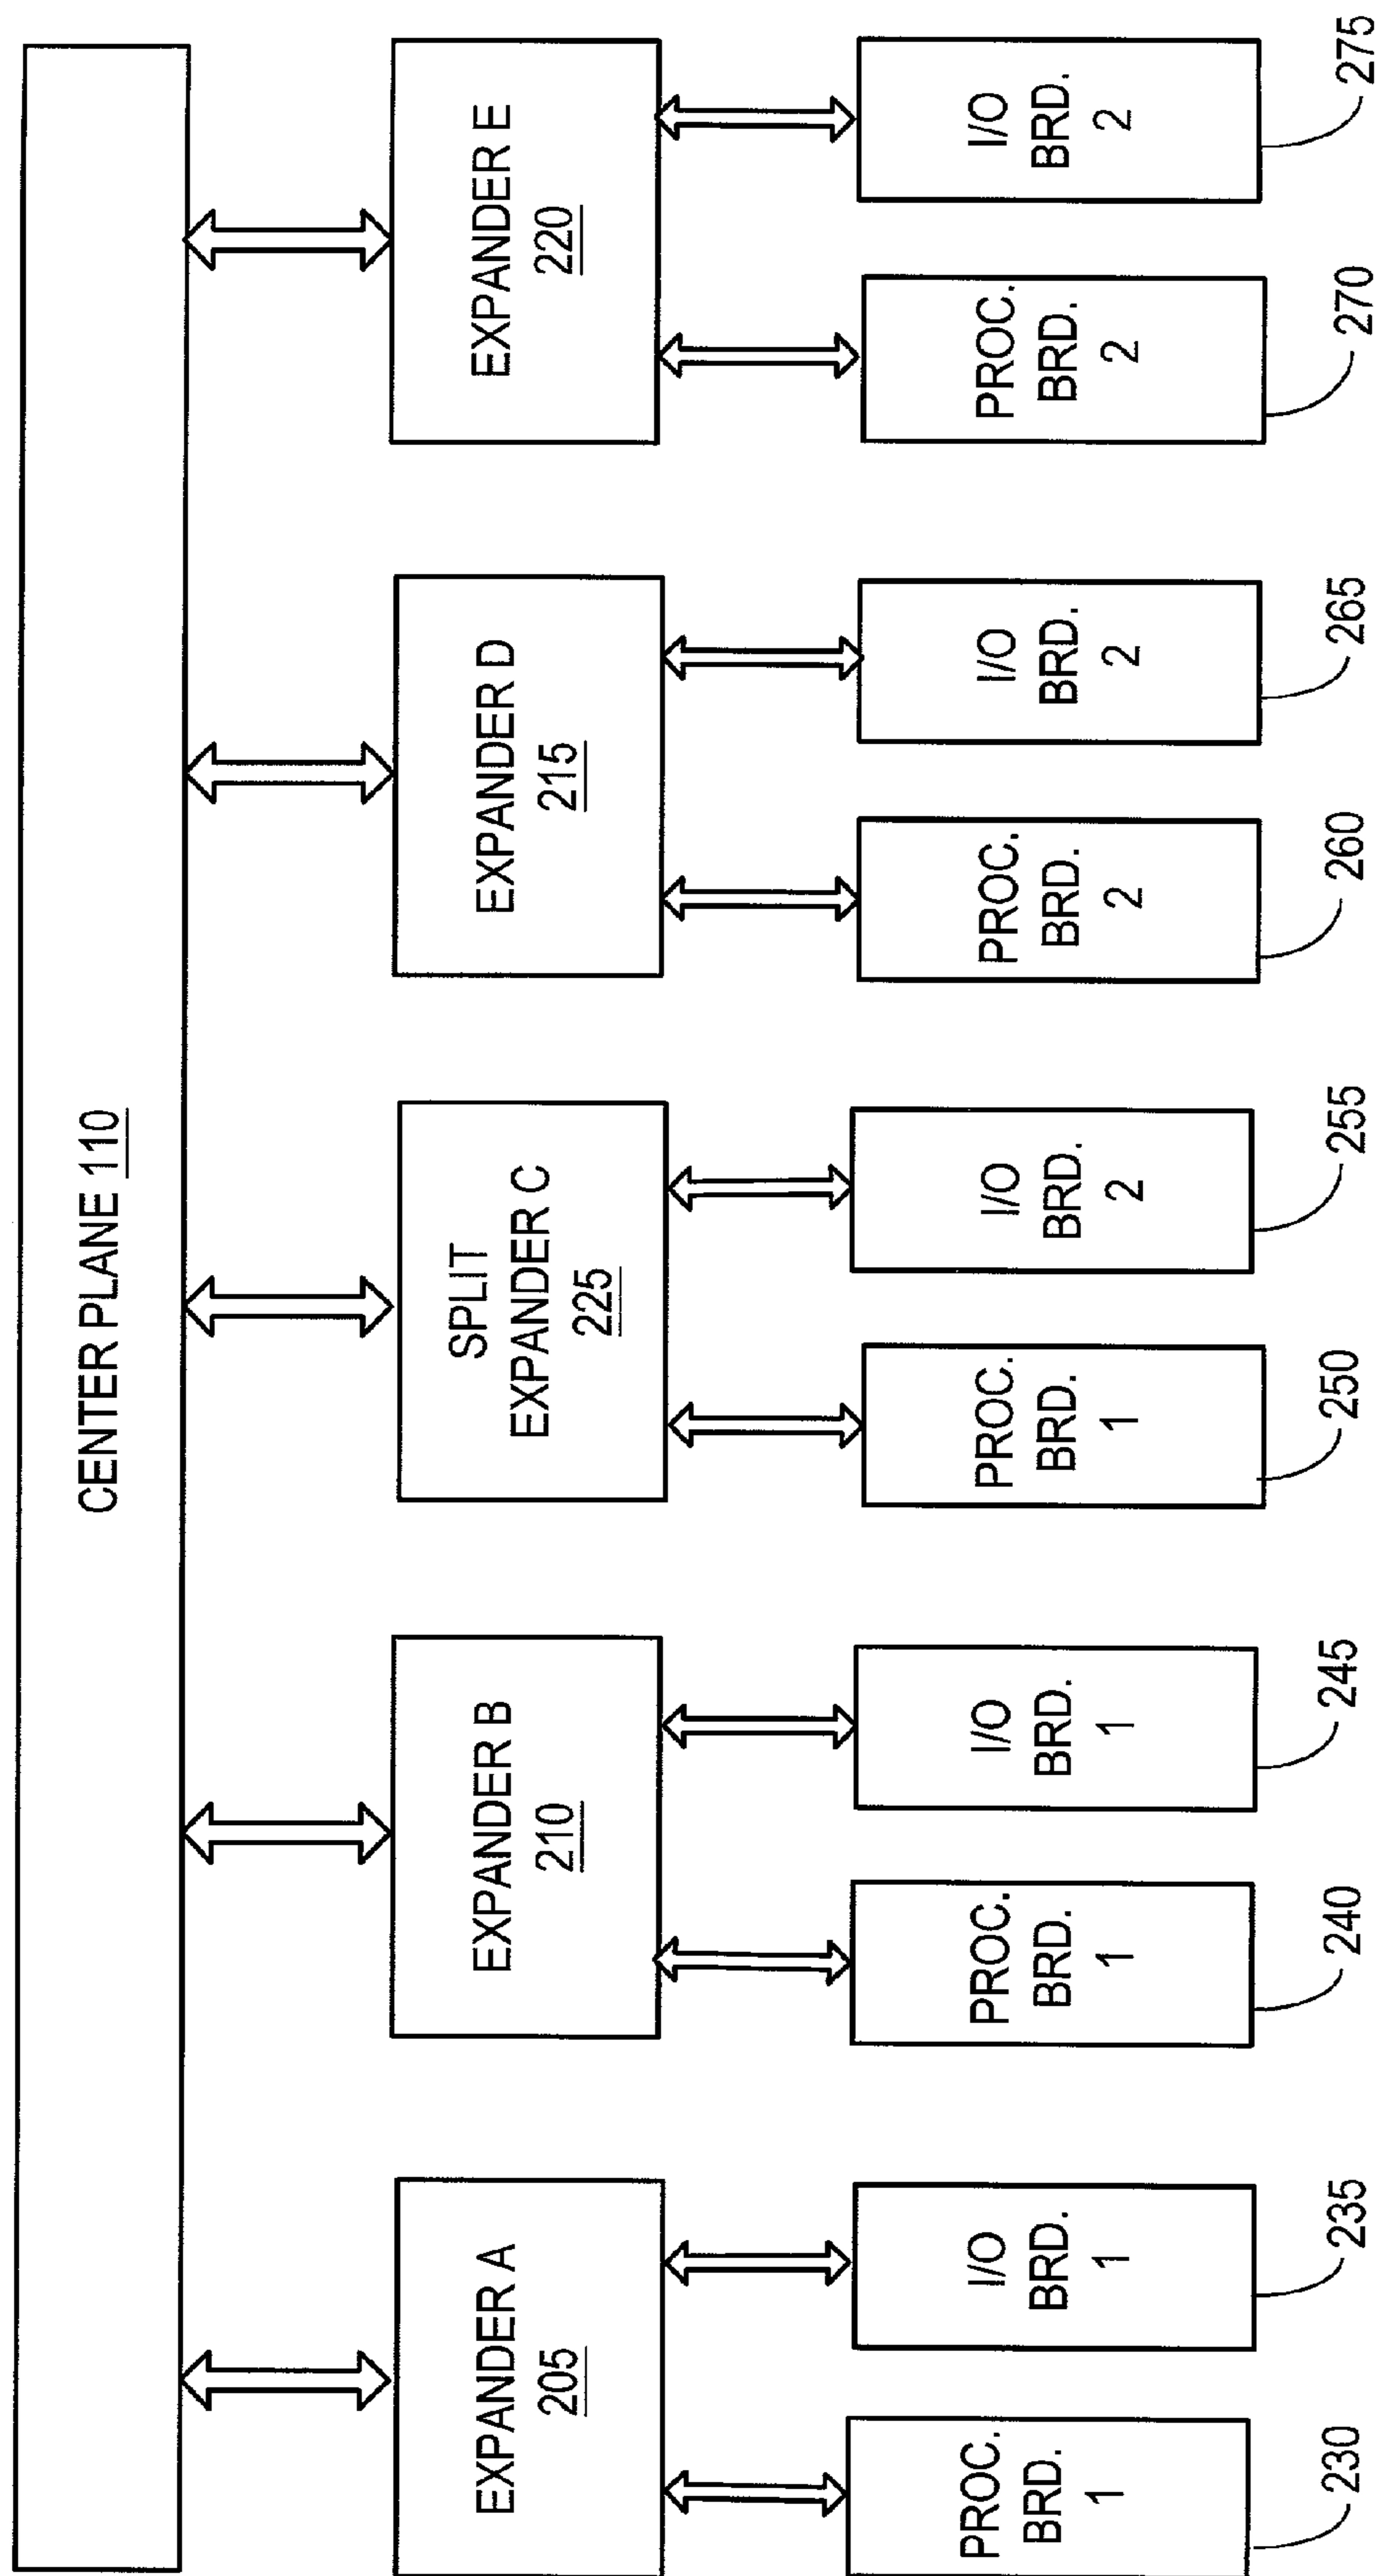 CENTER PLANE 110
EXPANDER A
205
EXPANDER B
210
SPLIT
EXPANDER C
225
EXPANDER D
215
EXPANDER E
220
PROC.
BRD.
1
230
I/O
BRD.
1
235
PROC.
BRD.
1
240
I/O
BRD.
1
245
PROC.
BRD.
1
250
I/O
BRD.
2
255
PROC.
BRD.
2
260
I/O
BRD.
2
265
PROC.
BRD.
2
270
I/O
BRD.
2
275